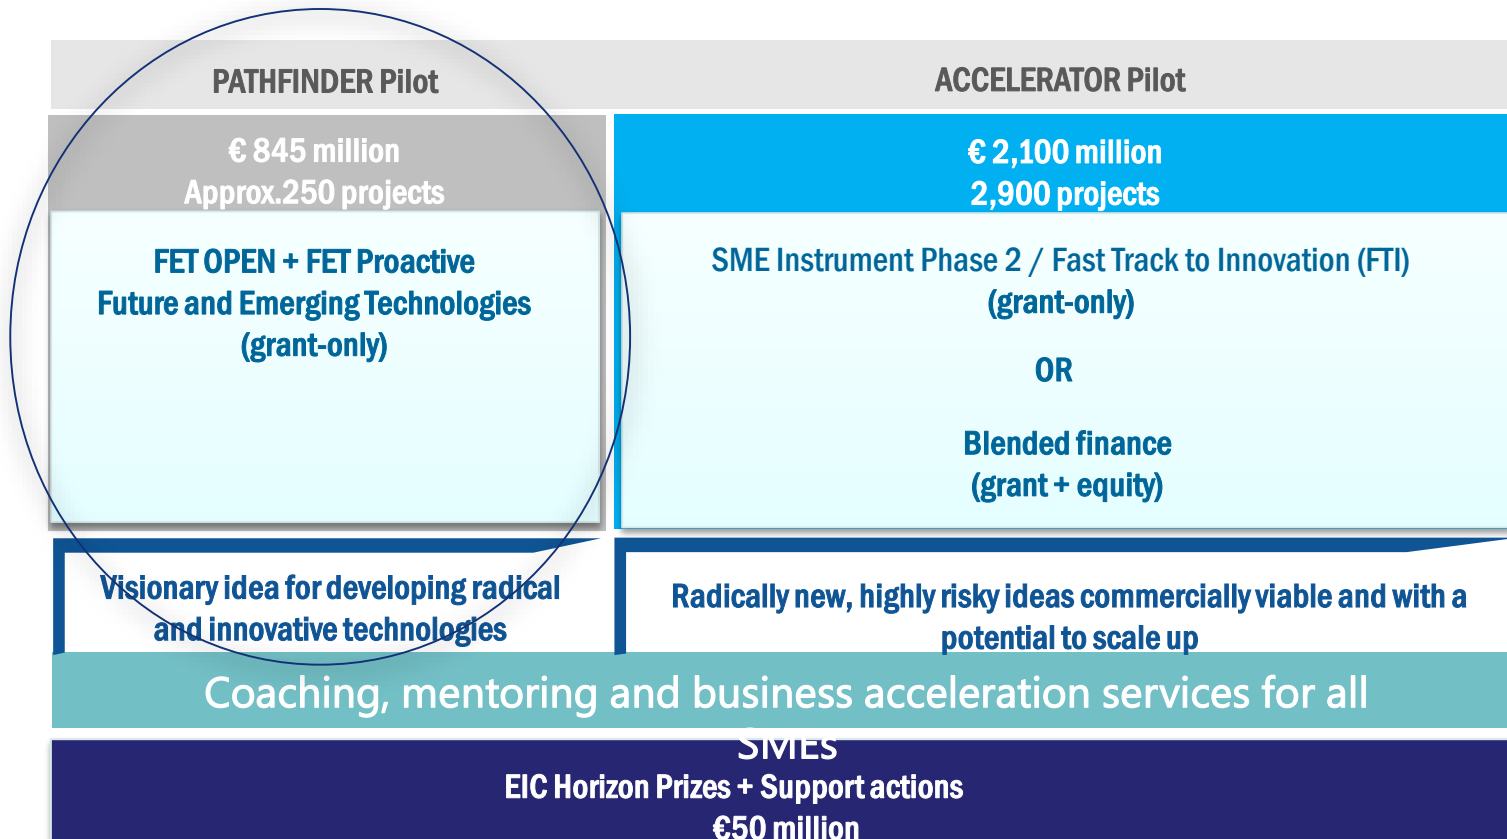 PATHFINDER Pilot
ACCELERATOR Pilot
€ 845 million
Approx.250 projects
€ 2,100 million
2,900 projects
FET OPEN + FET Proactive
Future and Emerging Technologies
(grant-only)
SME Instrument Phase 2 / Fast Track to Innovation (FTI)
(grant-only)
OR
Blended finance
(grant + equity)
Visionary idea for developing radical
and innovative technologies
Radically new, highly risky ideas commercially viable and with a
potential to scale up
Coaching, mentoring and business acceleration services for all
SMEs
EIC Horizon Prizes + Support actions
€50 million